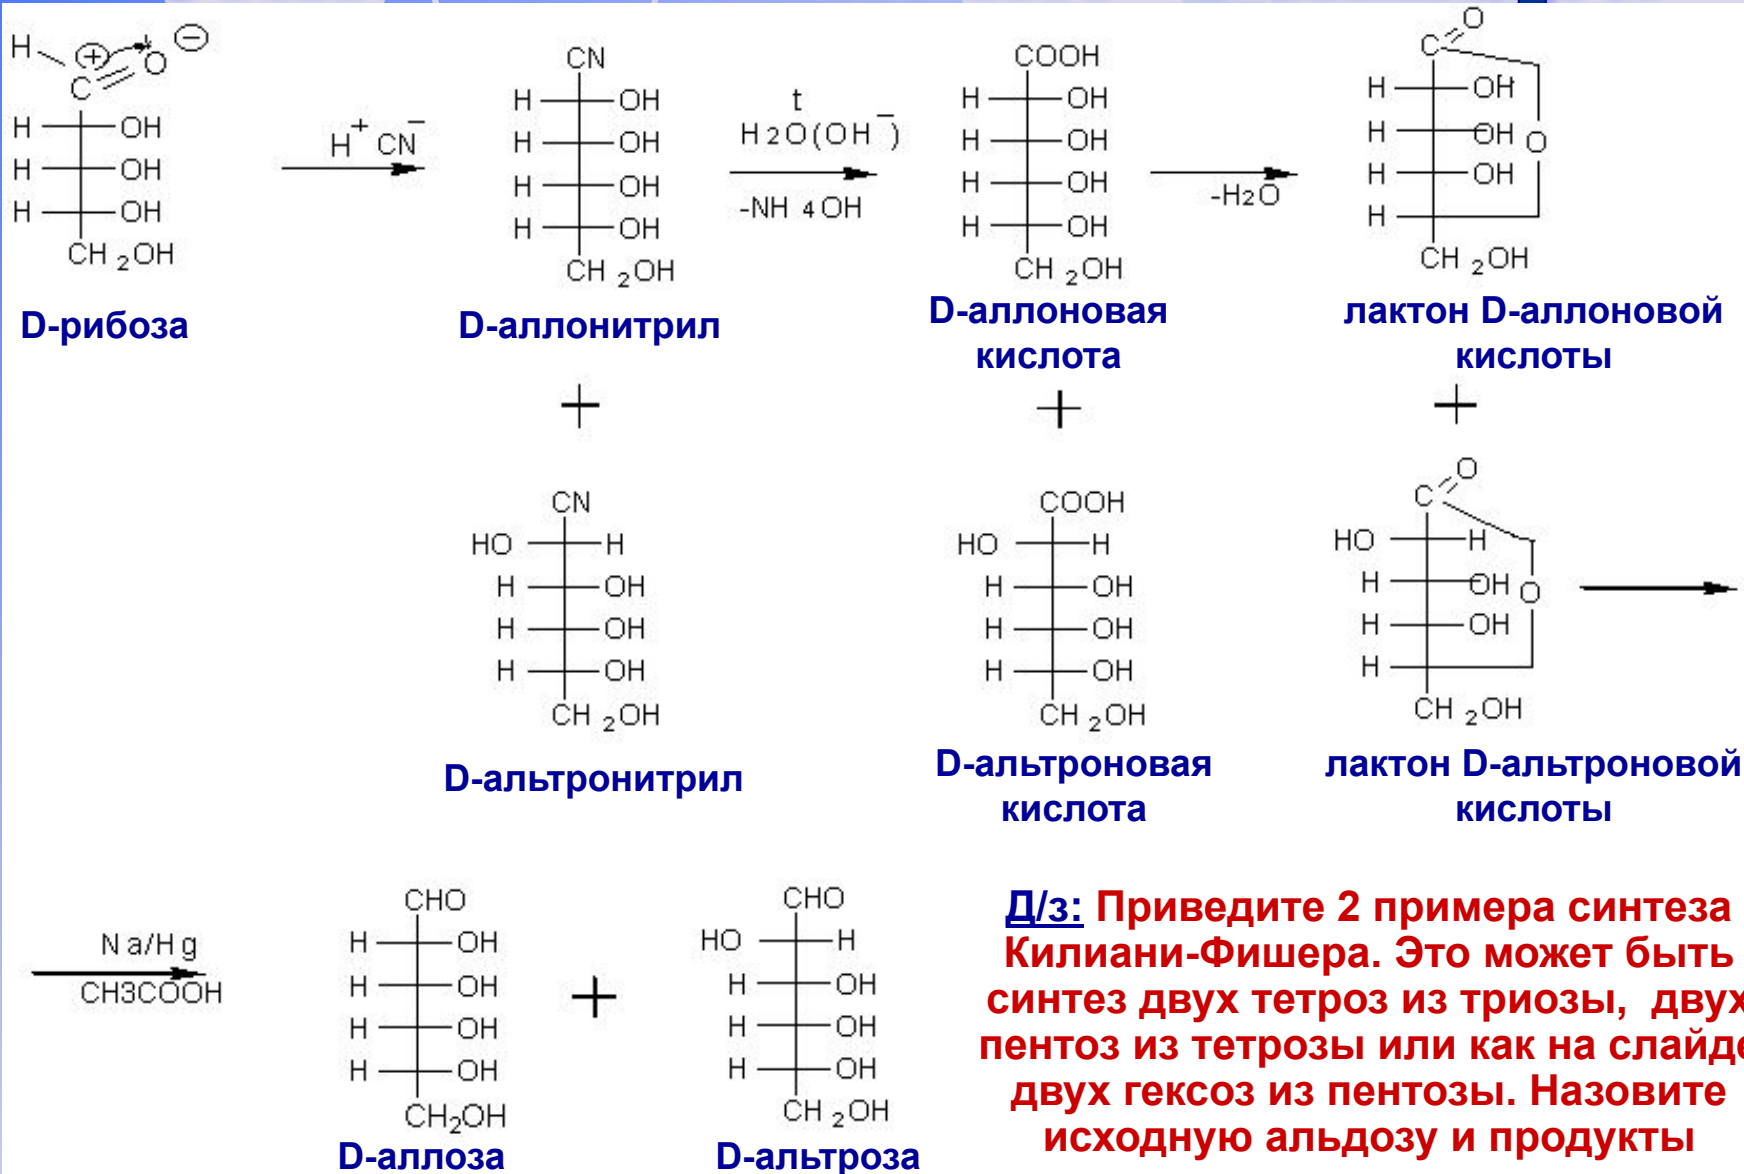 H C O
H OH
H OH
H OH
CH 2OH
D-рибоза
H+ CN−
CN
H OH
H OH
H OH
H OH
CH 2OH
D-аллонитрил
t
H2O(OH−)
-NH 4OH
COOH
H OH
H OH
H OH
H OH
CH 2OH
D-аллоновая
кислота
-H2O
C O
H OH
H OH O
H OH
H
CH 2OH
лактон D-аллоновой
кислоты
+
+
+
CN
HO H
H OH
H OH
H OH
CH 2OH
D-альтронитрил
COOH
HO H
H OH
H OH
H OH
CH 2OH
D-альтроновая
кислота
C O
HO H
H OH O
H OH
H
CH 2OH
лактон D-альтроновой
кислоты
Na/Hg
CH3COOH
CHO
H OH
H OH
H OH
H OH
CH2OH
D-аллоза
+
CHO
HO H
H OH
H OH
H OH
CH 2OH
D-альтроза
Д/з: Приведите 2 примера синтеза
Килиани-Фишера. Это может быть
синтез двух тетроз из триозы, двух
пентоз из тетрозы или как на слайде
двух гексоз из пентозы. Назовите
исходную альдозу и продукты